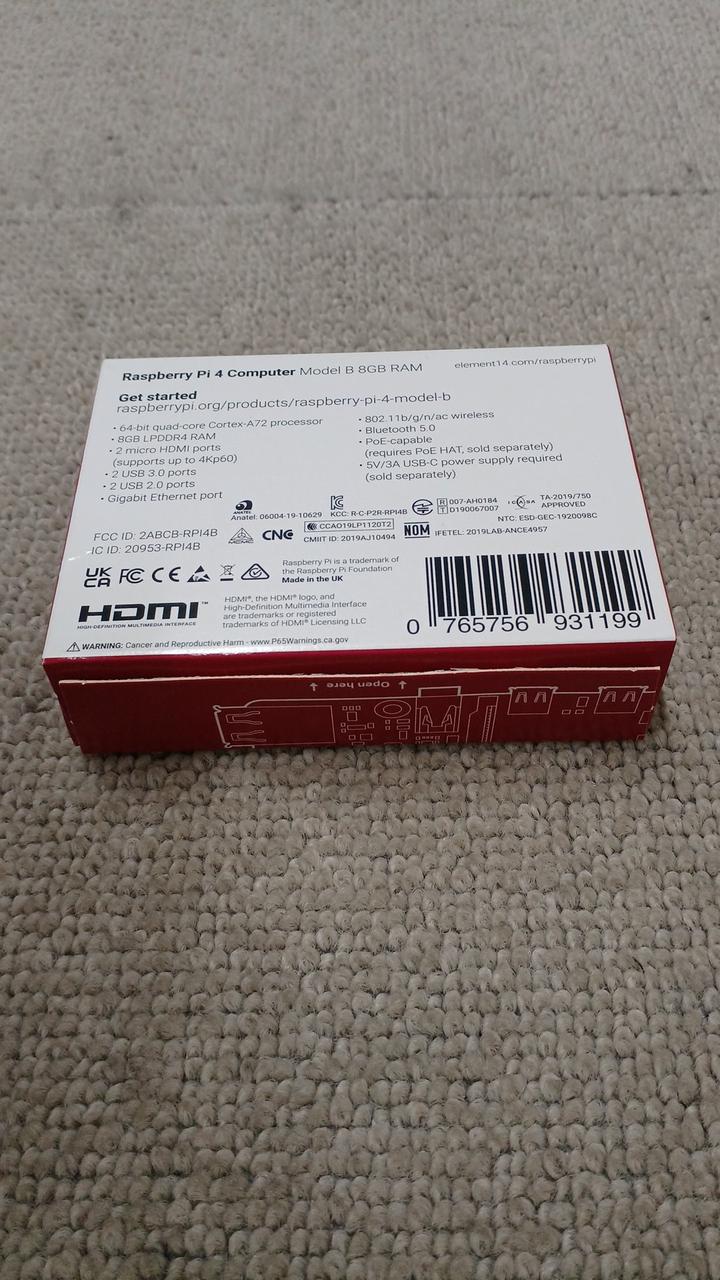 Raspberry Pi 4 Computer Model B 8GB RAM
element14.com/raspberrypi
Get started
raspberrypi.org/products/raspberry-pi-4-model-b
• 64-bit quad-core Cortex-A72 processor
• 8GB LPDDR4 RAM
• 2 micro HDMI ports
(supports up to 4Kp60)
• 2 USB 3.0 ports
• 2 USB 2.0 ports
• Gigabit Ethernet port
• 802.11b/g/n/ac wireless
• Bluetooth 5.0
• PoE-capable
(requires PoE HAT, sold separately)
• 5V/3A USB-C power supply required
(sold separately)
FCC ID: 2ABCB-RPI4B
IC ID: 20953-RPI4B
ANATEL
Anatel: 06004-19-10629
KCC: R-C-P2R-RPI4B
R 007-AH0184
T D190067007
ICASA
TA-2019/750
APPROVED
NTC: ESD-GEC-1920098C
CNC
CCAO19LP1120T2
CMIIT ID: 2019AJ10494
NOM
IFETEL: 2019LAB-ANCE4957
UK
CA
FC CE
Raspberry Pi is a trademark of
the Raspberry Pi Foundation
Made in the UK
HDMI™
HIGH-DEFINITION MULTIMEDIA INTERFACE
HDMI®, the HDMI® logo, and
High-Definition Multimedia Interface
are trademarks or registered
trademarks of HDMI® Licensing LLC
0 765756 931199
WARNING: Cancer and Reproductive Harm - www.P65Warnings.ca.gov
↑ Open here ↑